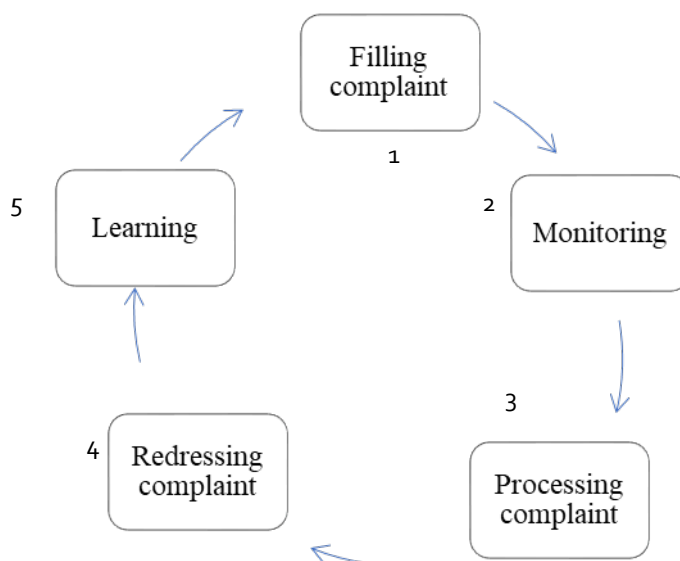 Filling
complaint
1
2
Monitoring
3
Processing
complaint
4
Redressing
complaint
5
Learning